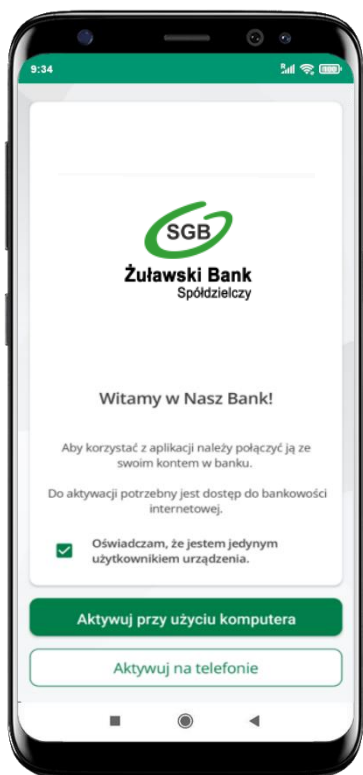 9:34
100
SGB
Żuławski Bank
Spółdzielczy
Witamy w Nasz Bank!
Aby korzystać z aplikacji należy połączyć ją ze
swoim kontem w banku.
Do aktywacji potrzebny jest dostęp do bankowości
internetowej.
Oświadczam, że jestem jedynym
użytkownikiem urządzenia.
Aktywuj przy użyciu komputera
Aktywuj na telefonie